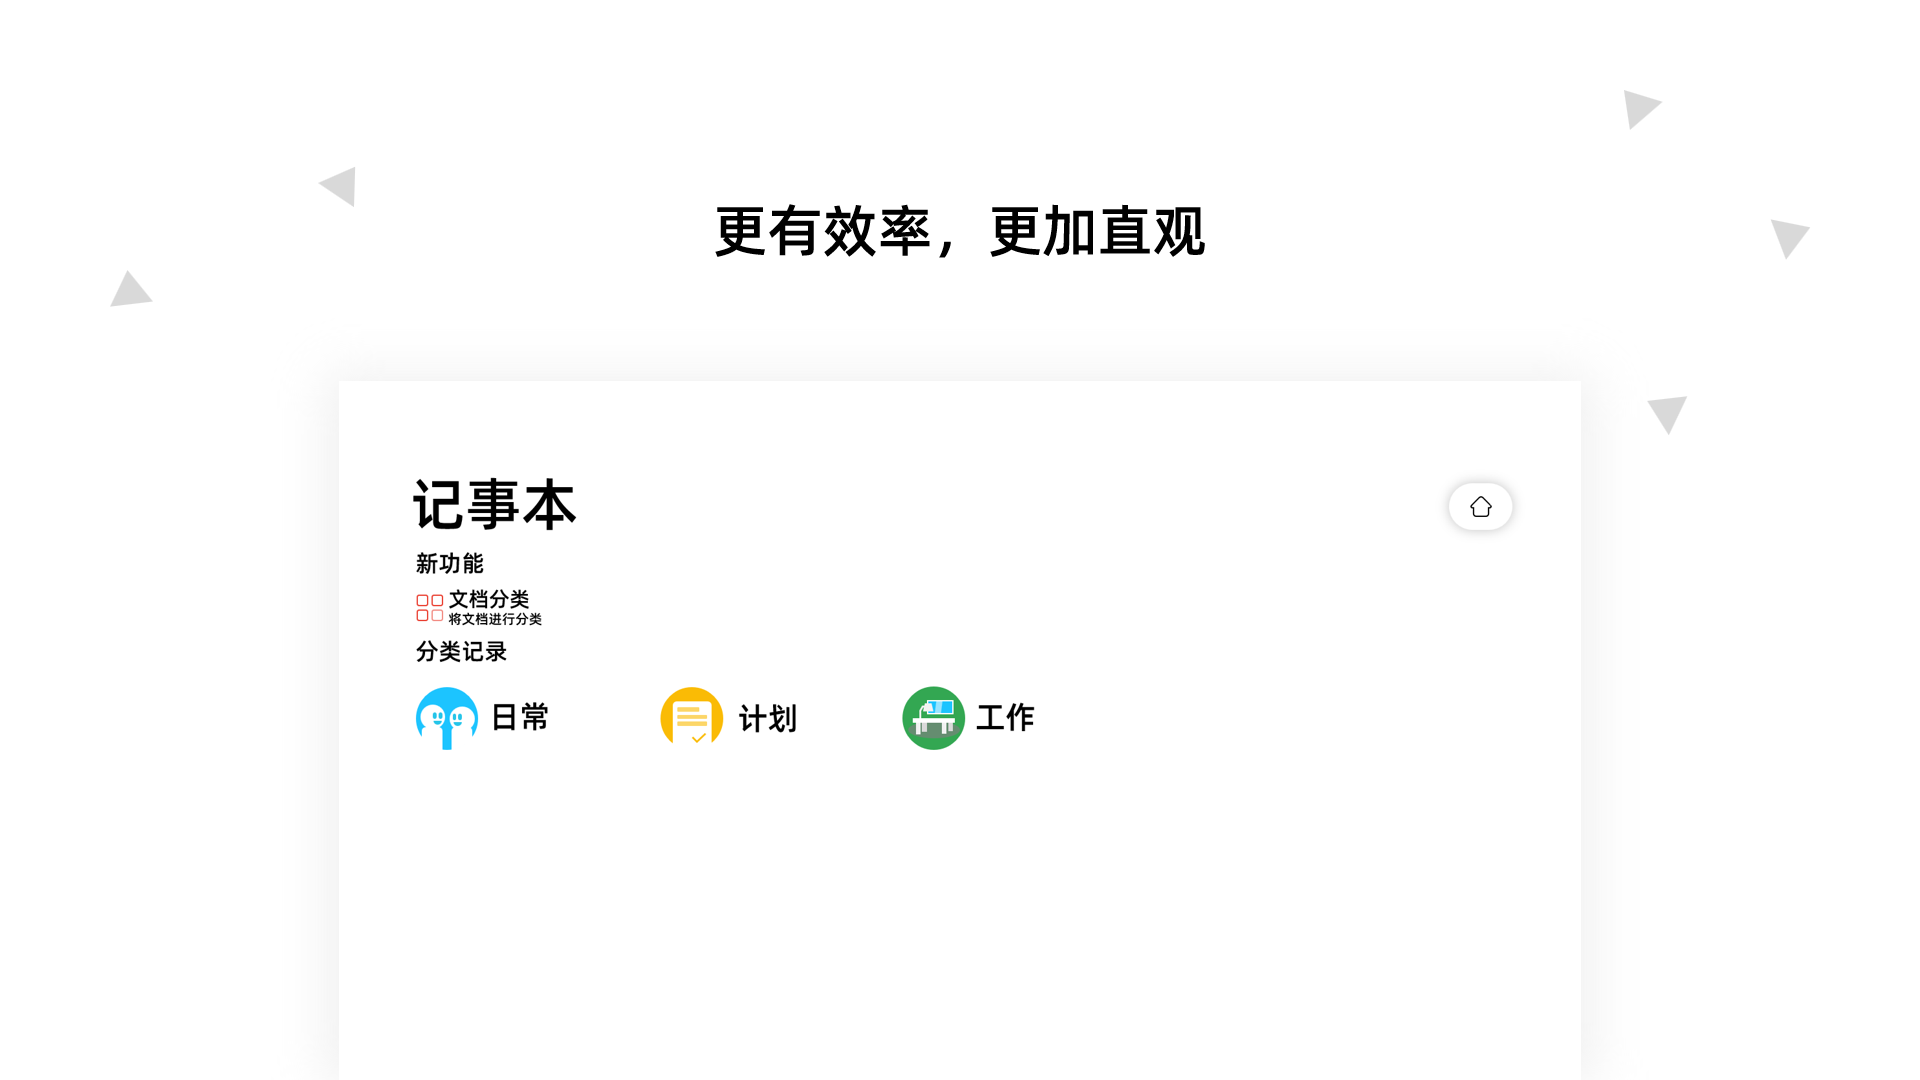 更有效率，更加直观
记事本
新功能
文档分类
将文档进行分类
分类记录
日常
计划
工作